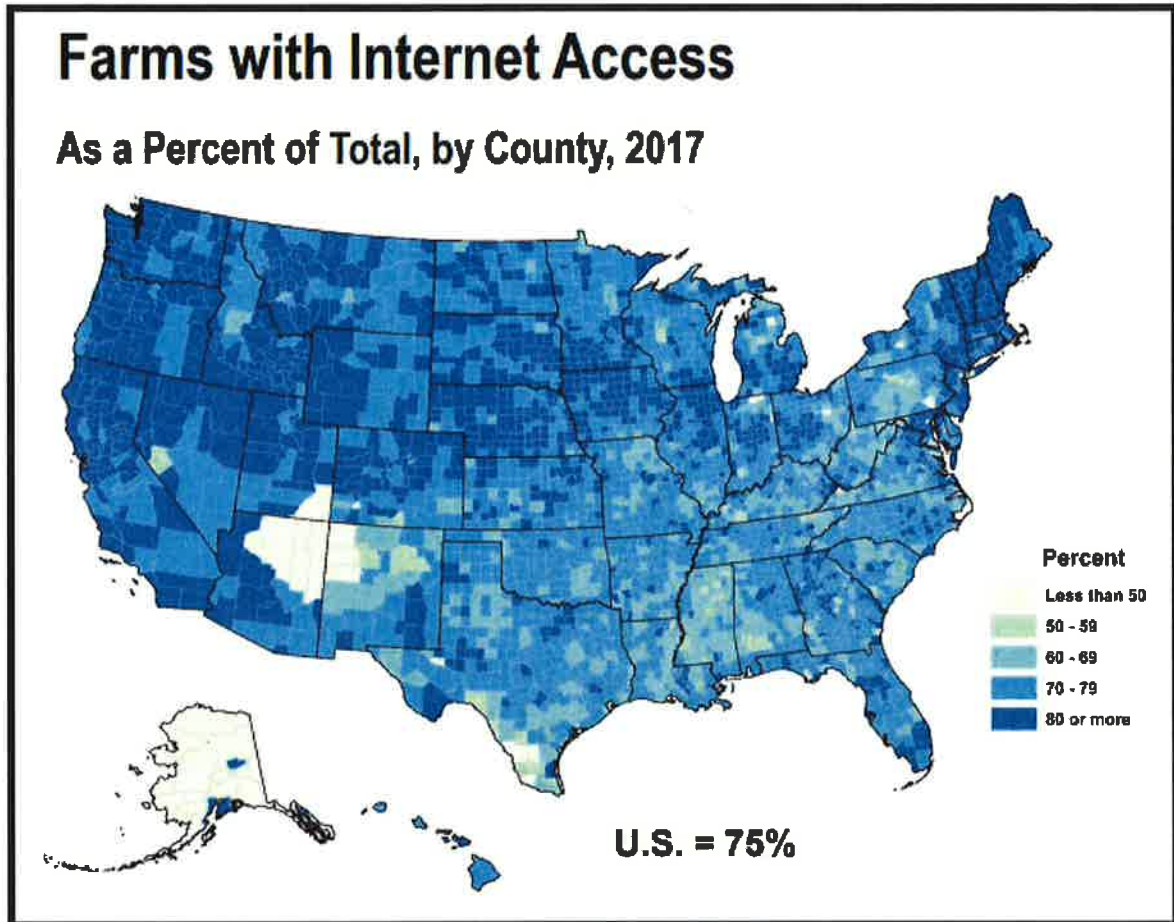 Farms with Internet Access
As a Percent of Total, by County, 2017
Percent
Less than 50
50 - 59
60 - 69
70 - 79
80 or more
U.S. = 75%